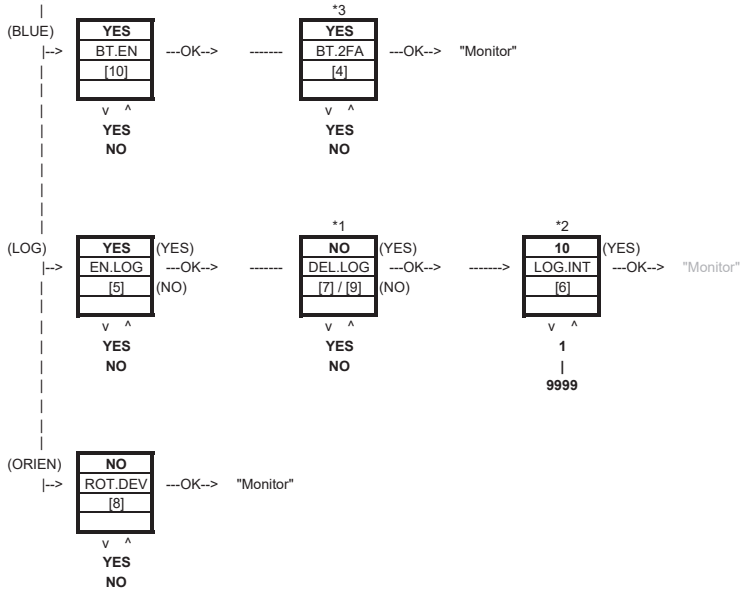 *3
(BLUE) YES YES
|--> BT.EN ---OK--> ------- BT.2FA ---OK--> "Monitor"
[10] [4]
v ^ v ^
YES YES
NO NO
*1 *2
(LOG) YES (YES) NO (YES) 10 (YES)
|--> EN.LOG ---OK--> ------- DEL.LOG ---OK--> -------> LOG.INT ---OK--> "Monitor"
[5] (NO) [7] / [9] (NO) [6]
v ^ v ^ v ^
YES YES 1
NO NO |
9999
(ORIEN) NO
|--> ROT.DEV ---OK--> "Monitor"
[8]
v ^
YES
NO